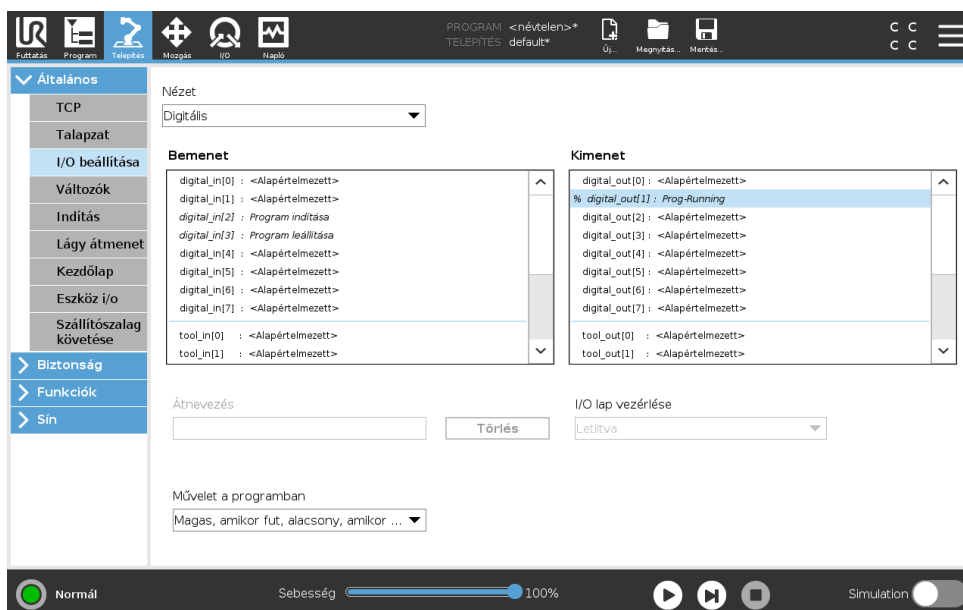 PROGRAM <névtelen>*
TELEPÍTÉS default*
UR
Futtatás Program Telepítés Mozgás I/O Napló Új... Megnyitás... Mentés...
C C
C C
Általános
TCP
Talapzat
I/O beállítása
Változók
Indítás
Lágy átmenet
Kezdőlap
Eszköz i/o
Szállítószalag
követése
Biztonság
Funkciók
Sín
Nézet
Digitális
Bemenet
digital_in[0] : <Alapértelmezett>
digital_in[1] : <Alapértelmezett>
digital_in[2] : Program indítása
digital_in[3] : Program leállítása
digital_in[4] : <Alapértelmezett>
digital_in[5] : <Alapértelmezett>
digital_in[6] : <Alapértelmezett>
digital_in[7] : <Alapértelmezett>
tool_in[0] : <Alapértelmezett>
tool_in[1] : <Alapértelmezett>
Kimenet
digital_out[0] : <Alapértelmezett>
% digital_out[1] : Prog-Running
digital_out[2] : <Alapértelmezett>
digital_out[3] : <Alapértelmezett>
digital_out[4] : <Alapértelmezett>
digital_out[5] : <Alapértelmezett>
digital_out[6] : <Alapértelmezett>
digital_out[7] : <Alapértelmezett>
tool_out[0] : <Alapértelmezett>
tool_out[1] : <Alapértelmezett>
Átnevezés
Törlés
I/O lap vezérlése
Letiltva
Művelet a programban
Magas, amikor fut, alacsony, amikor ...
Normál
Sebesség 100%
Simulation